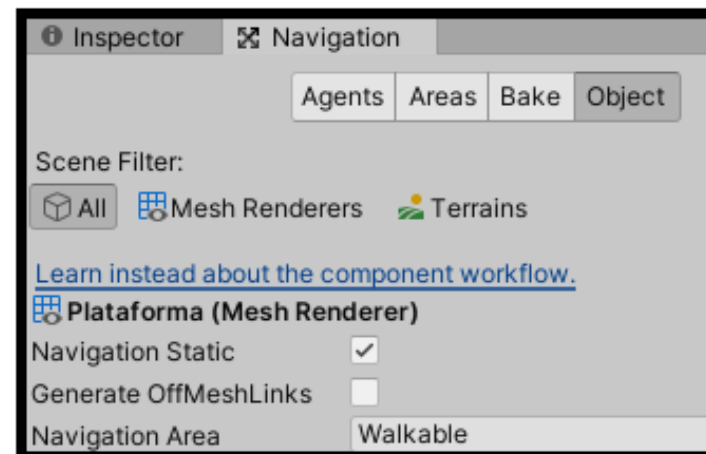 Inspector Navigation
Agents Areas Bake Object
Scene Filter:
All Mesh Renderers Terrains
Learn instead about the component workflow.
Plataforma (Mesh Renderer)
Navigation Static
Generate OffMeshLinks
Navigation Area Walkable